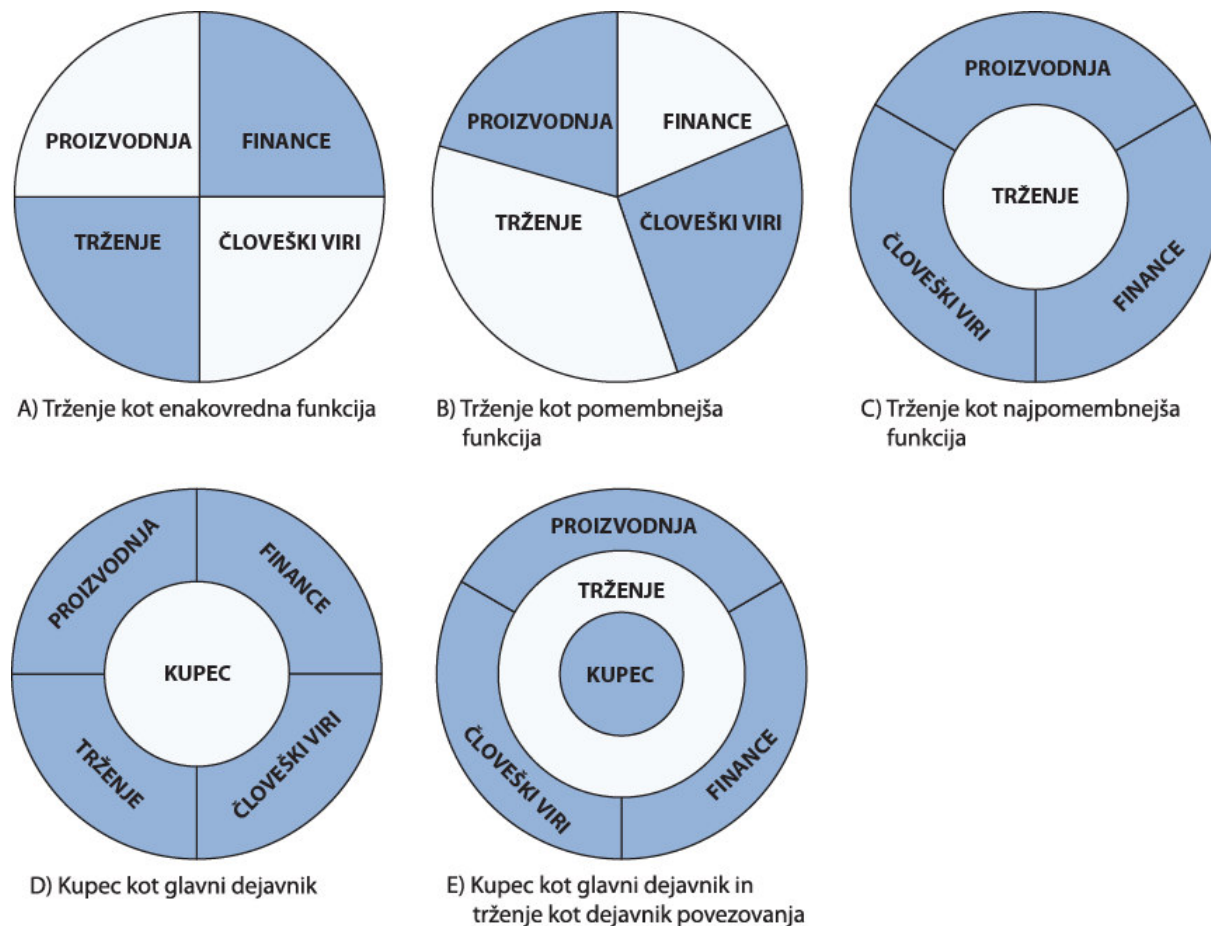 PROIZVODNJA
FINANCE
TRŽENJE
ČLOVEŠKI VIRI
A) Trženje kot enakovredna funkcija
PROIZVODNJA
FINANCE
TRŽENJE
ČLOVEŠKI VIRI
B) Trženje kot pomembnejša
funkcija
PROIZVODNJA
TRŽENJE
ČLOVEŠKI VIRI
FINANCE
C) Trženje kot najpomembnejša
funkcija
PROIZVODNJA
FINANCE
KUPEC
TRŽENJE
ČLOVEŠKI VIRI
D) Kupec kot glavni dejavnik
PROIZVODNJA
TRŽENJE
KUPEC
ČLOVEŠKI VIRI
FINANCE
E) Kupec kot glavni dejavnik in
trženje kot dejavnik povezovanja